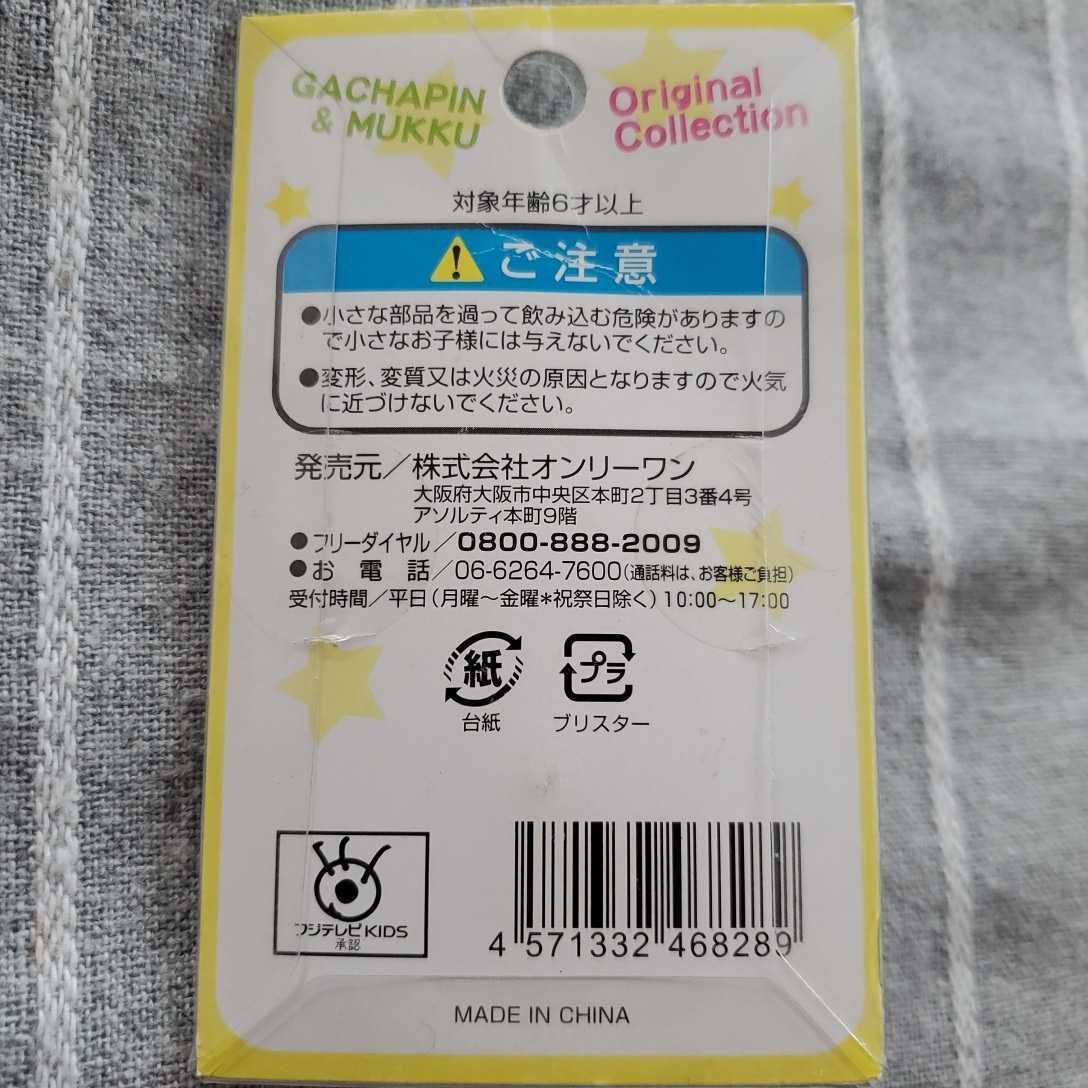 GACHAPIN
& MUKKU
Original
Collection
対象年齢6才以上
ご注意
●小さな部品を過って飲み込む危険がありますの
で小さなお子様には与えないでください。
●変形、変質又は火災の原因となりますので火気
に近づけないでください。
発売元／株式会社オンリーワン
大阪府大阪市中央区本町2丁目3番4号
アソルティ本町9階
●フリーダイヤル／0800-888-2009
●お電話／06-6264-7600(通話料は、お客様ご負担)
受付時間／平日(月曜～金曜*祝祭日除く)10:00～17:00
紙
プラ
台紙
ブリスター
フジテレビKIDS
承認
4 571332 468289
MADE IN CHINA